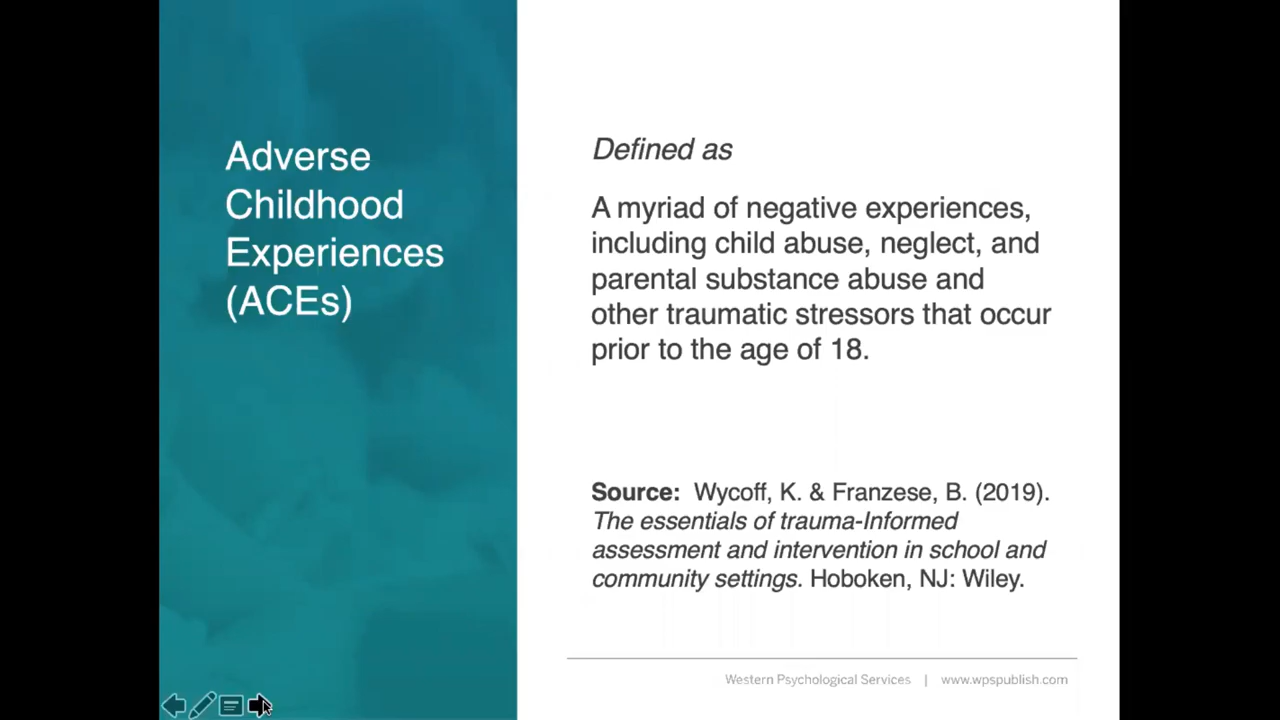 Adverse
Childhood
Experiences
(ACEs)
Defined as
A myriad of negative experiences,
including child abuse, neglect, and
parental substance abuse and
other traumatic stressors that occur
prior to the age of 18.
Source: Wycoff, K. & Franzese, B. (2019).
The essentials of trauma-Informed
assessment and intervention in school and
community settings. Hoboken, NJ: Wiley.
Western Psychological Services | www.wpspublish.com